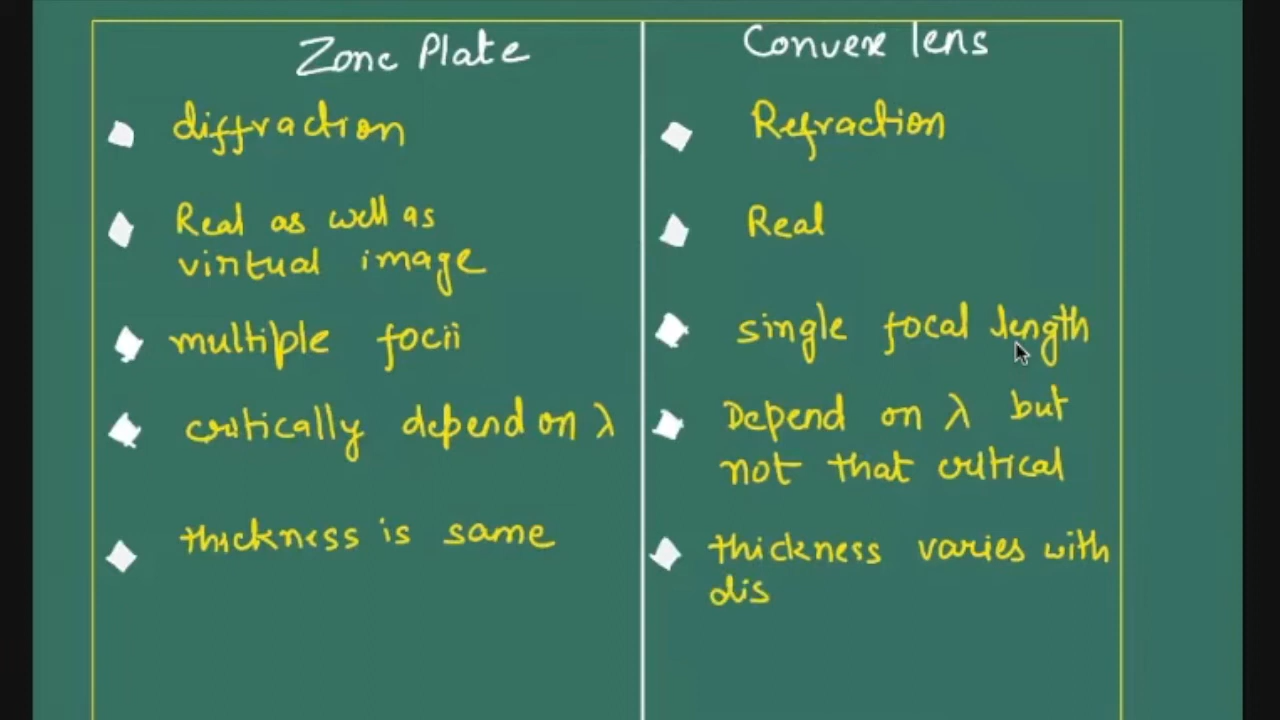 Zone Plate
diffraction
Real as well as
virtual image
multiple focii
critically depend on λ
thickness is same
Convex lens
Refraction
Real
single focal length
Depend on λ but
not that critical
thickness varies with
dis